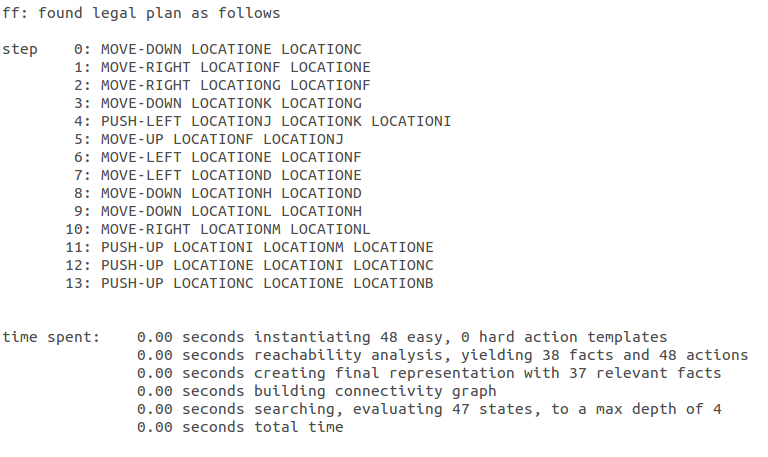 ff: found legal plan as follows
step    0: MOVE-DOWN LOCATIONE LOCATIONC
        1: MOVE-RIGHT LOCATIONF LOCATIONE
        2: MOVE-RIGHT LOCATIONG LOCATIONF
        3: MOVE-DOWN LOCATIONK LOCATIONG
        4: PUSH-LEFT LOCATIONJ LOCATIONK LOCATIONI
        5: MOVE-UP LOCATIONF LOCATIONJ
        6: MOVE-LEFT LOCATIONE LOCATIONF
        7: MOVE-LEFT LOCATIOND LOCATIONE
        8: MOVE-DOWN LOCATIONH LOCATIOND
        9: MOVE-DOWN LOCATIONL LOCATIONH
       10: MOVE-RIGHT LOCATIONM LOCATIONL
       11: PUSH-UP LOCATIONI LOCATIONM LOCATIONE
       12: PUSH-UP LOCATIONE LOCATIONI LOCATIONC
       13: PUSH-UP LOCATIONC LOCATIONE LOCATIONB
time spent:    0.00 seconds instantiating 48 easy, 0 hard action templates
               0.00 seconds reachability analysis, yielding 38 facts and 48 actions
               0.00 seconds creating final representation with 37 relevant facts
               0.00 seconds building connectivity graph
               0.00 seconds searching, evaluating 47 states, to a max depth of 4
               0.00 seconds total time